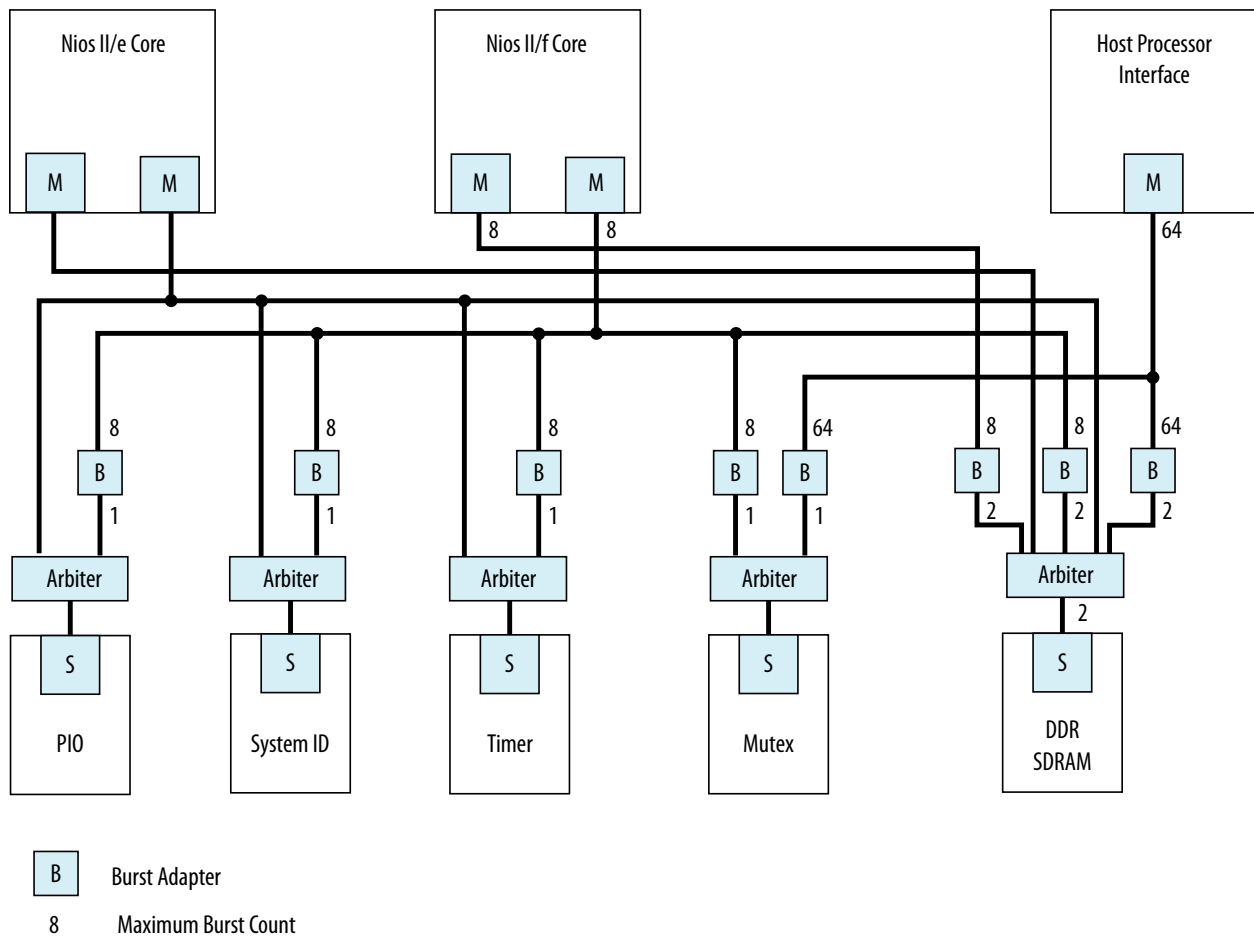 Nios II/e Core
Nios II/f Core
Host Processor
Interface
M
M
M
M
M
8
8
64
8
8
8
8
64
8
8
64
B
B
B
B
B
B
B
B
1
1
1
1
1
2
2
2
Arbiter
Arbiter
Arbiter
Arbiter
Arbiter
2
S
S
S
S
S
PIO
System ID
Timer
Mutex
DDR
SDRAM
B Burst Adapter
8 Maximum Burst Count